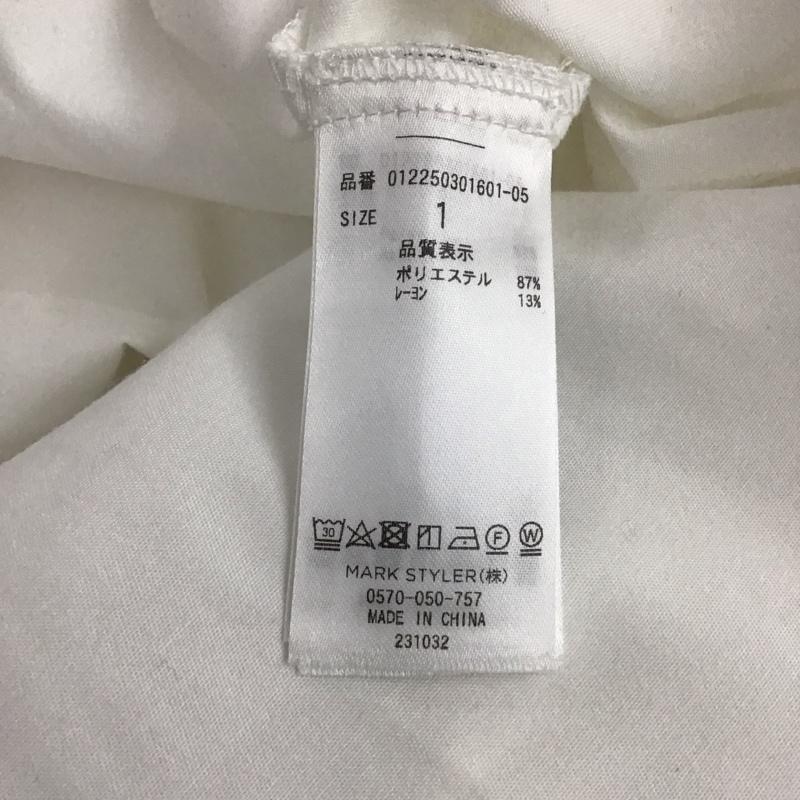 品番 012250301601-05
SIZE 1
品質表示
ポリエステル 87%
レーヨン 13%
30 F W
MARK STYLER(株)
0570-050-757
MADE IN CHINA
231032